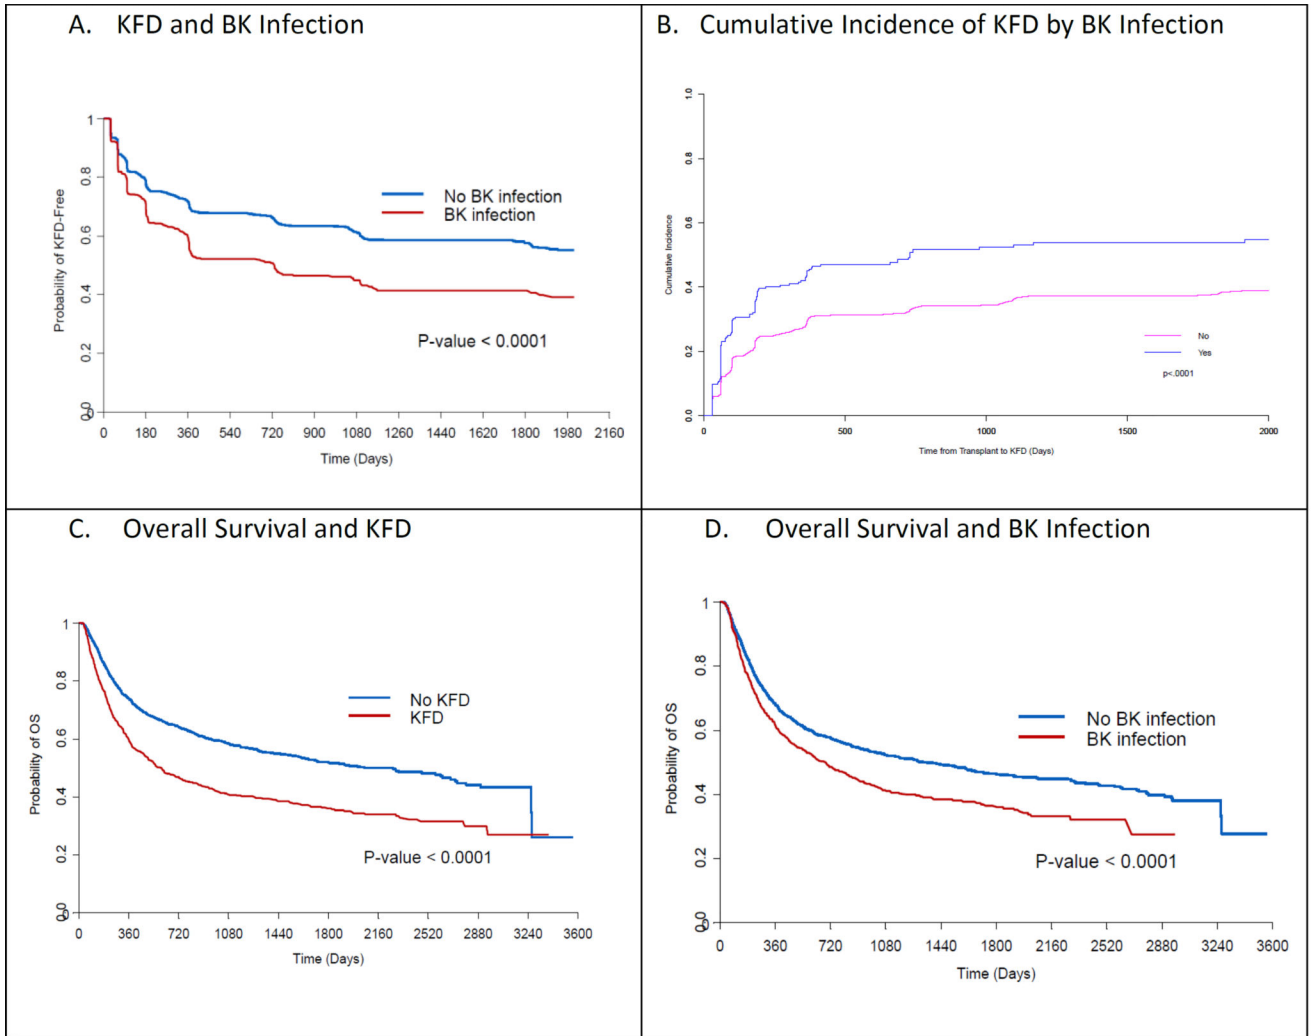 A. KFD and BK Infection
1
0.8
0.6
0.4
0.2
0.0
0
Probability of KFD-Free
No BK infection
BK infection
P-value < 0.0001
0 180 360 540 720 900 1080 1260 1440 1620 1800 1980 2160
Time (Days)
B. Cumulative Incidence of KFD by BK Infection
1.0
0.8
0.6
0.4
0.2
0.0
Cumulative Incidence
No
Yes
p<.0001
0 500 1000 1500 2000
Time from Transplant to KFD (Days)
C. Overall Survival and KFD
1
0.8
0.6
0.4
0.2
0.0
0
Probability of OS
No KFD
KFD
P-value < 0.0001
0 360 720 1080 1440 1800 2160 2520 2880 3240 3600
Time (Days)
D. Overall Survival and BK Infection
1
0.8
0.6
0.4
0.2
0.0
0
Probability of OS
No BK infection
BK infection
P-value < 0.0001
0 360 720 1080 1440 1800 2160 2520 2880 3240 3600
Time (Days)